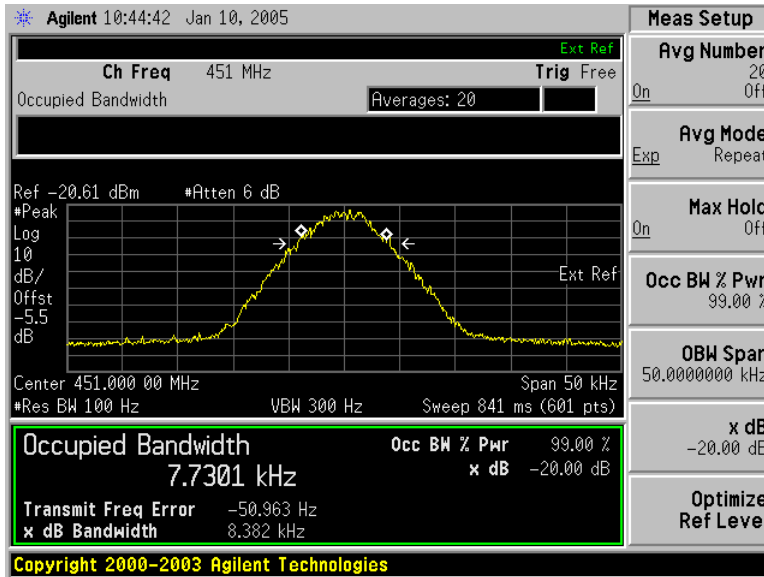 Agilent 10:44:42 Jan 10, 2005
Meas Setup
Ext Ref
Ch Freq 451 MHz Trig Free
Occupied Bandwidth Averages: 20
Ref -20.61 dBm #Atten 6 dB
#Peak
Log
10
dB/
Offst
-5.5
dB
Ext Ref
Center 451.000 00 MHz Span 50 kHz
#Res BW 100 Hz VBW 300 Hz Sweep 841 ms (601 pts)
Occupied Bandwidth Occ BW % Pwr 99.00 %
7.7301 kHz x dB -20.00 dB
Transmit Freq Error -50.963 Hz
x dB Bandwidth 8.382 kHz
Copyright 2000-2003 Agilent Technologies
Avg Number
20
On Off
Avg Mode
Exp Repeat
Max Hold
On Off
Occ BW % Pwr
99.00 %
OBW Span
50.0000000 kHz
x dB
-20.00 dB
Optimize
Ref Level